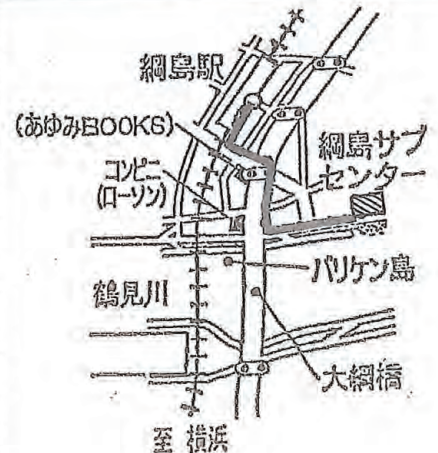 綱島駅
(あゆみBOOKS)
綱島サブ
センター
コンビニ
(ローソン)
バリケン島
鶴見川
大綱橋
至 横浜